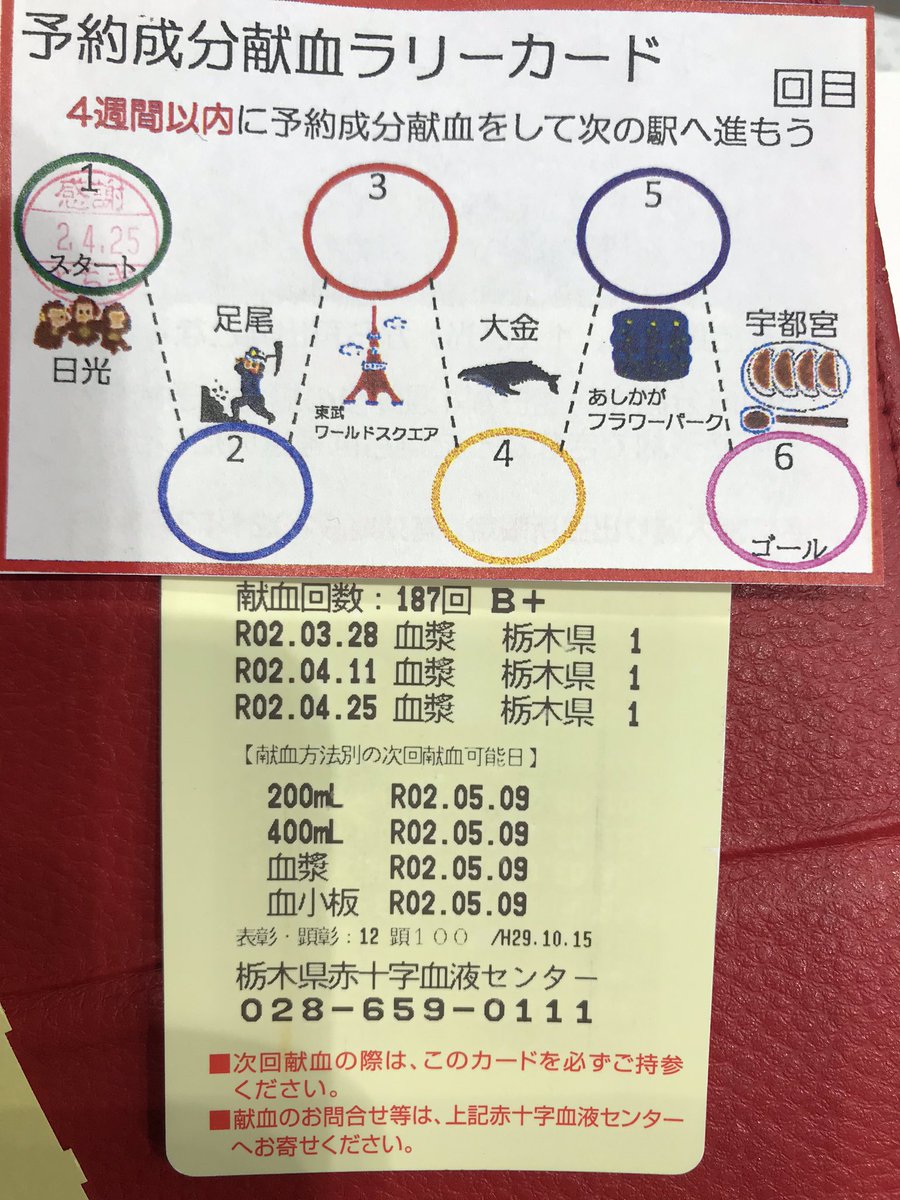 予約成分献血ラリーカード
回目
4週間以内に予約成分献血をして次の駅へ進もう
1
感謝
2.4.25
スタート
日光
足尾
2
3
東武
ワールドスクエア
大金
4
5
あしかが
フラワーパーク
宇都宮
6
ゴール
献血回数：187回 B+
R02.03.28 血漿 栃木県 1
R02.04.11 血漿 栃木県 1
R02.04.25 血漿 栃木県 1
【献血方法別の次回献血可能日】
200mL R02.05.09
400mL R02.05.09
血漿 R02.05.09
血小板 R02.05.09
表彰・顕彰：12 顕100 /H29.10.15
栃木県赤十字血液センター
028-659-0111
■次回献血の際は、このカードを必ずご持参
ください。
■献血のお問合せ等は、上記赤十字血液センター
へお寄せください。